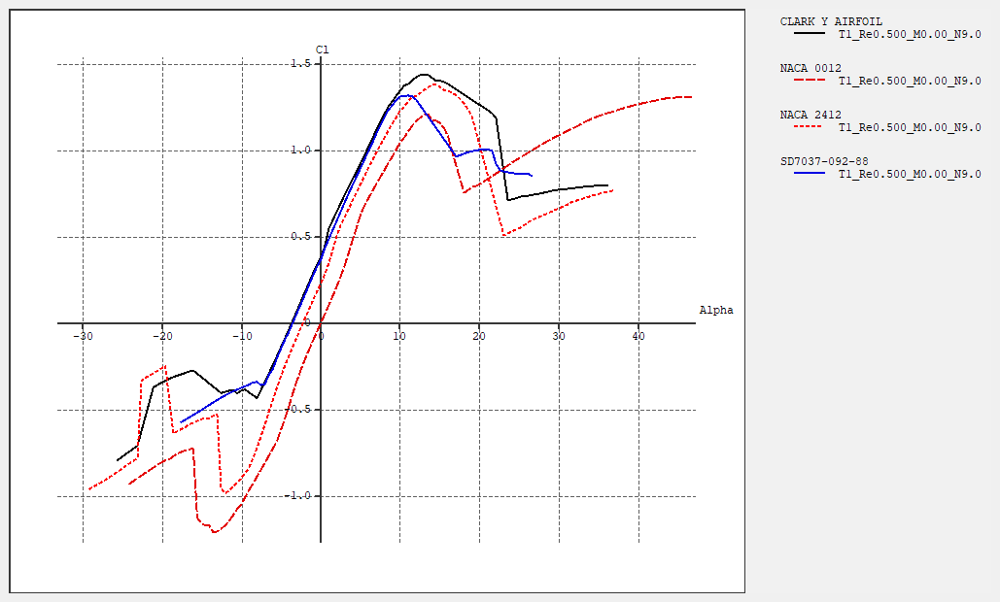 Cl
1.5
1.0
0.5
0
-0.5
-1.0
-30 -20 -10 0 10 20 30 40
Alpha
CLARK Y AIRFOIL
T1_Re0.500_M0.00_N9.0
NACA 0012
T1_Re0.500_M0.00_N9.0
NACA 2412
T1_Re0.500_M0.00_N9.0
SD7037-092-88
T1_Re0.500_M0.00_N9.0